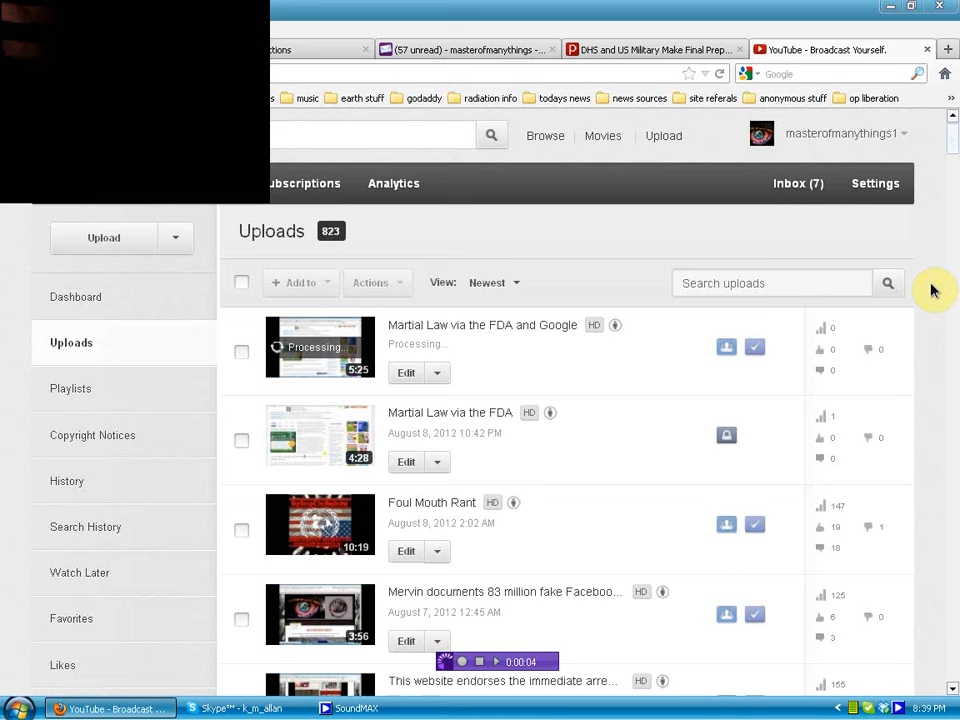 ctions
(57 unread) - masterofmanythings - ...
DHS and US Military Make Final Prep...
YouTube - Broadcast Yourself.
Google
music
earth stuff
godaddy
radiation info
todays news
news sources
site referals
anonymous stuff
op liberation
»
Browse
Movies
Upload
masterofmanythings1
ubscriptions
Analytics
Inbox (7)
Settings
Upload
Uploads 823
+ Add to
Actions
View:
Newest
Search uploads
Dashboard
Uploads
Playlists
Copyright Notices
History
Search History
Watch Later
Favorites
Likes
Martial Law via the FDA and Google HD
Processing...
Processing...
5:25
Edit
0
0
0
0
Martial Law via the FDA HD
August 8, 2012 10:42 PM
4:28
Edit
1
0
0
0
Foul Mouth Rant HD
August 8, 2012 2:02 AM
10:19
Edit
147
19
1
18
Mervin documents 83 million fake Faceboo... HD
August 7, 2012 12:45 AM
3:56
Edit
125
6
0
3
0:00:04
This website endorses the immediate arre... HD
155
YouTube - Broadcast ...
Skype™ - k_m_allan
SoundMAX
8:39 PM